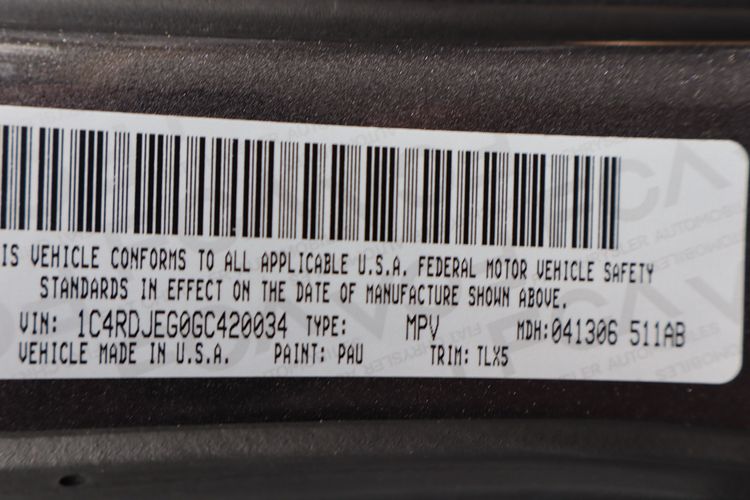 IS VEHICLE CONFORMS TO ALL APPLICABLE U.S.A. FEDERAL MOTOR VEHICLE SAFETY
STANDARDS IN EFFECT ON THE DATE OF MANUFACTURE SHOWN ABOVE.
VIN: 1C4RDJEG0GC420034 TYPE: MPV MDH:041306 511AB
VEHICLE MADE IN U.S.A. PAINT: PAU TRIM: TLX5